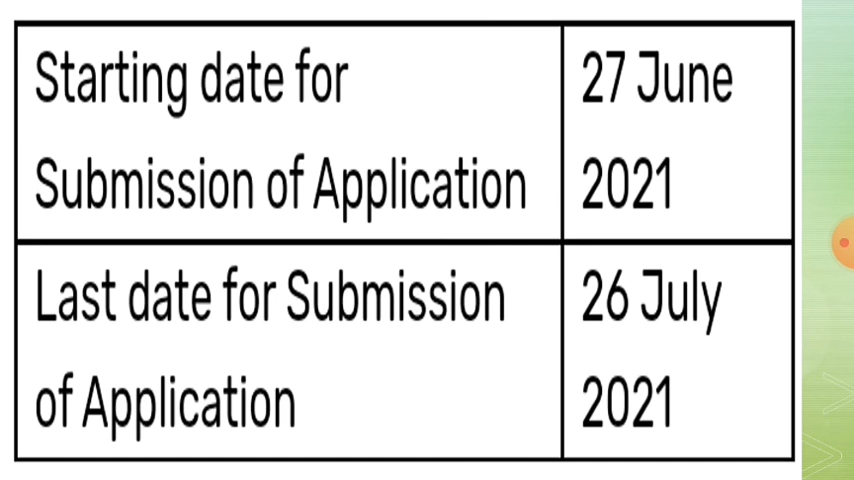 Starting date for
Submission of Application
27 June
2021
Last date for Submission
of Application
26 July
2021